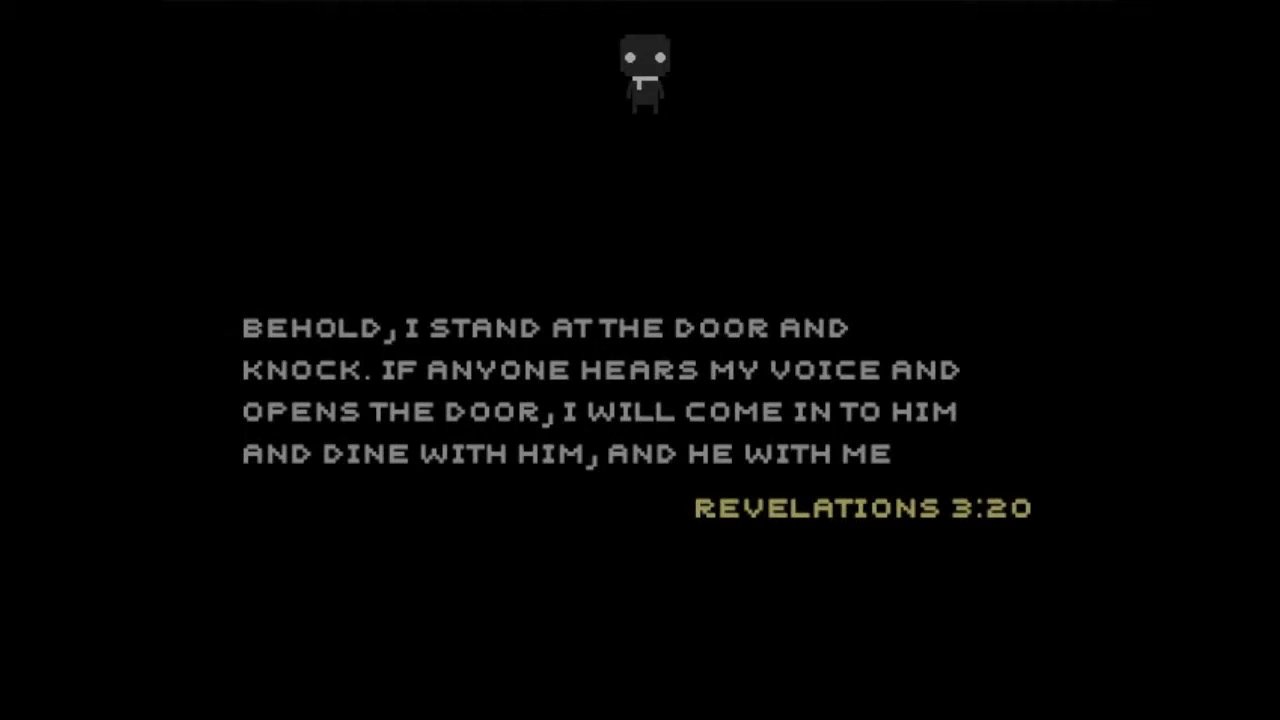 BEHOLD, I STAND AT THE DOOR AND
KNOCK. IF ANYONE HEARS MY VOICE AND
OPENS THE DOOR, I WILL COME IN TO HIM
AND DINE WITH HIM, AND HE WITH ME
REVELATIONS 3:20